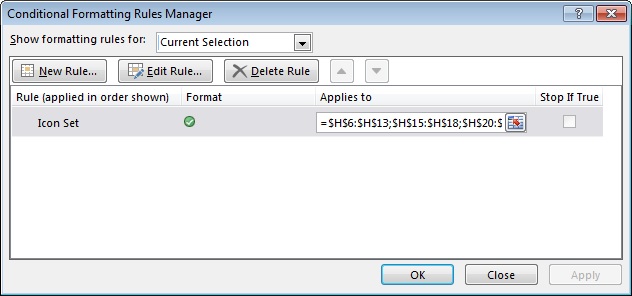 Conditional Formatting Rules Manager
Show formatting rules for: Current Selection
New Rule... Edit Rule... Delete Rule
Rule (applied in order shown) Format Applies to Stop If True
Icon Set =$H$6:$H$13;$H$15:$H$18;$H$20:$
OK Close Apply